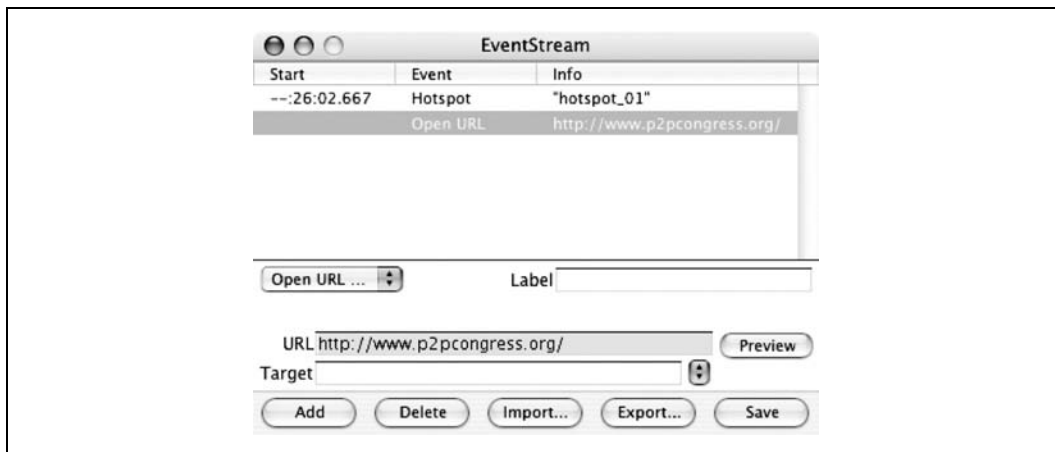 EventStream
Start Event Info
--:26:02.667 Hotspot "hotspot_01"
Open URL http://www.p2pcongress.org/
Open URL ... Label
URL http://www.p2pcongress.org/ Preview
Target
Add Delete Import... Export... Save